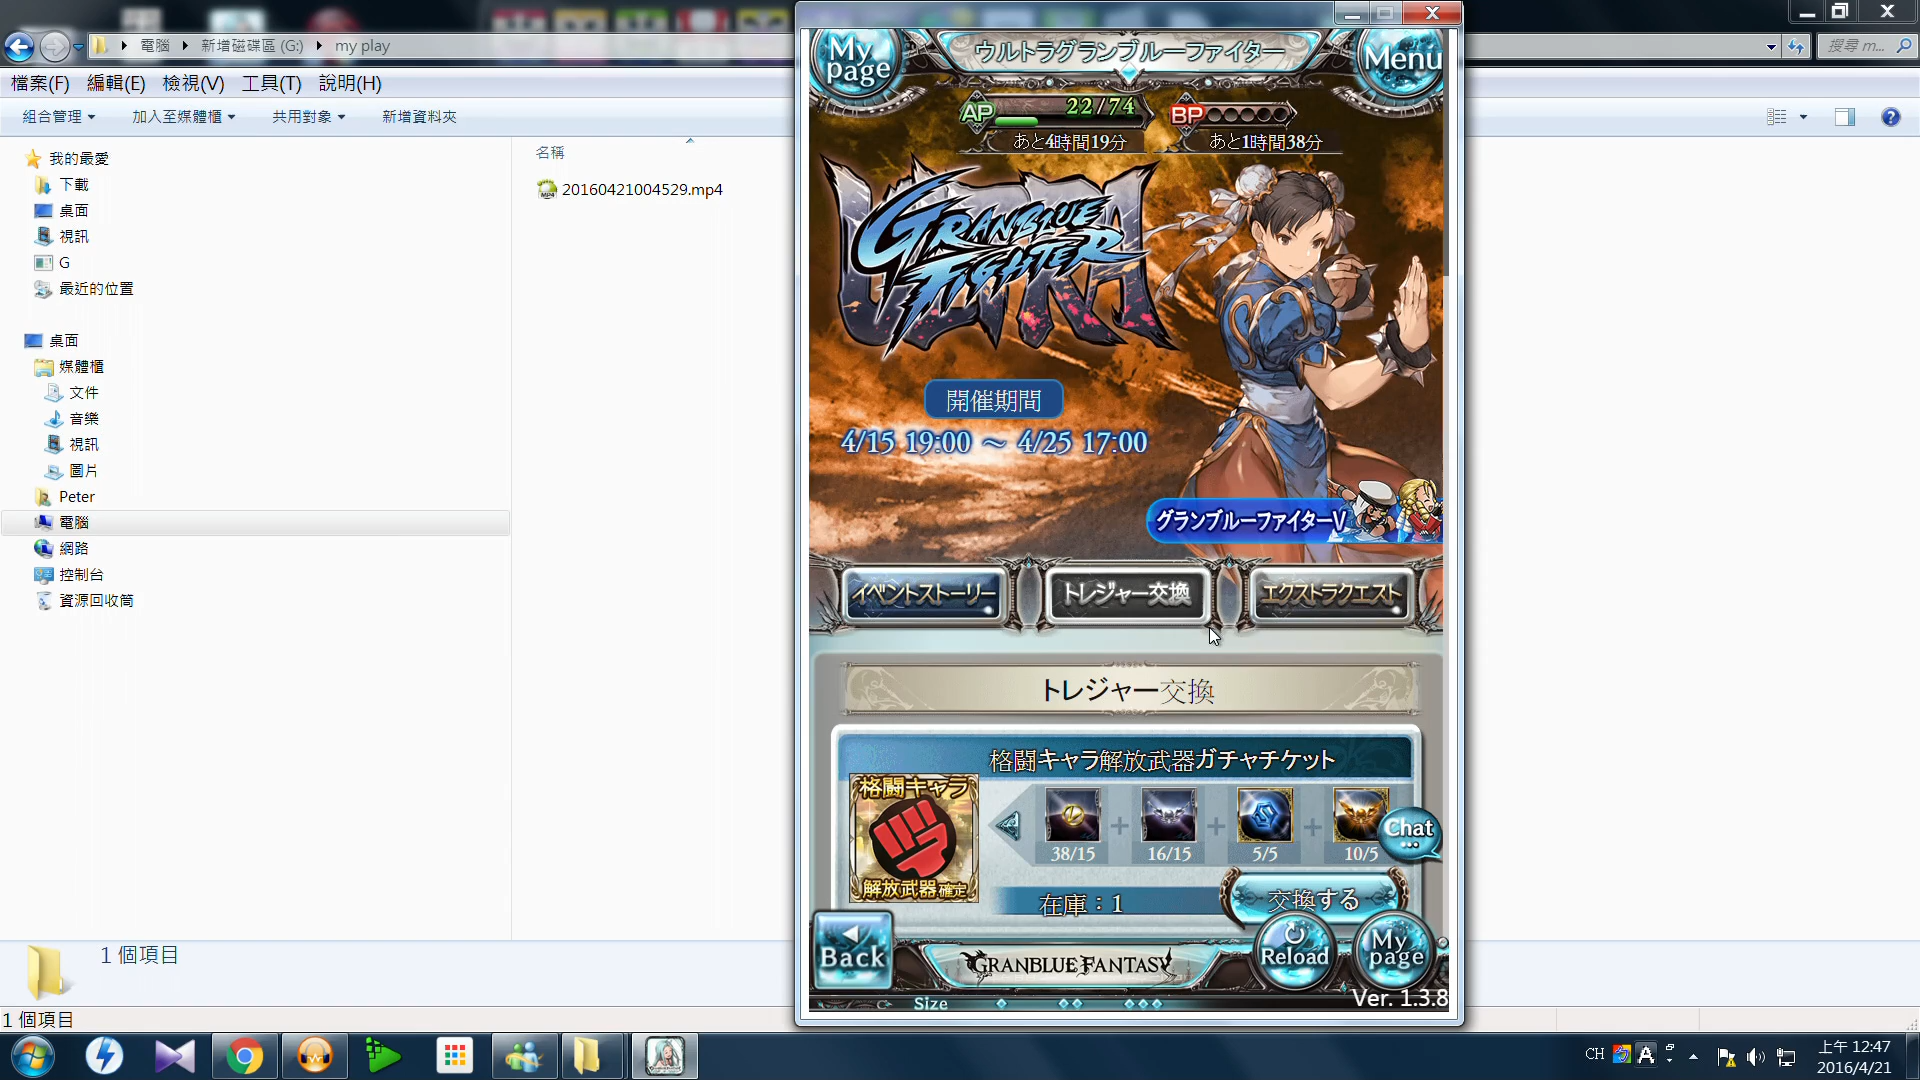 電腦 新增磁碟區 (G:) my play
搜尋 m...
檔案(F) 編輯(E) 檢視(V) 工具(T) 說明(H)
組合管理 加入至媒體櫃 共用對象 新增資料夾
我的最愛
下載
桌面
視訊
G
最近的位置
桌面
媒體櫃
文件
音樂
視訊
圖片
Peter
電腦
網路
控制台
資源回收筒
名稱
20160421004529.mp4
1 個項目
1 個項目
My page
ウルトラグランブルーファイター
Menu
AP 22/74
あと4時間19分
BP
あと1時間38分
ULTRA
GRANBLUE FIGHTER
開催期間
4/15 19:00 ～ 4/25 17:00
グランブルーファイターV
イベントストーリー
トレジャー交換
エクストラクエスト
トレジャー交換
格闘キャラ解放武器ガチャチケット
格闘キャラ
解放武器確定
38/15 + 16/15 + 5/5 + 10/5
Chat
在庫：1
交換する
Back
GRANBLUE FANTASY
Reload
My page
Size
Ver. 1.3.8
CH
A
上午 12:47
2016/4/21